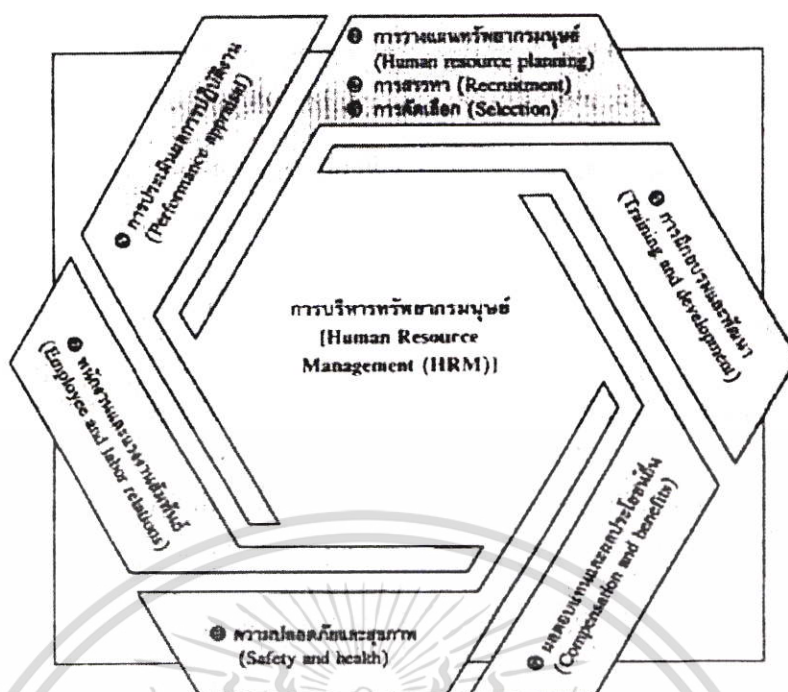 การวางแผนทรัพยากรมนุษย์
(Human resource planning)
การสรรหา (Recruitment)
การคัดเลือก (Selection)
การฝึกอบรมและพัฒนา
(Training and development)
ผลตอบแทนและผลประโยชน์อื่น
(Compensation and benefits)
ความปลอดภัยและสุขภาพ
(Safety and health)
พนักงานและแรงงานสัมพันธ์
(Employee and labor relations)
การประเมินผลการปฏิบัติงาน
(Performance appraisal)
การบริหารทรัพยากรมนุษย์
[Human Resource
Management (HRM)]